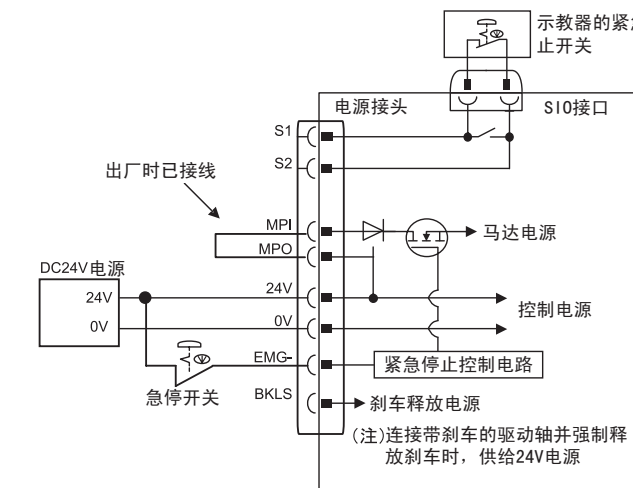 示教器的紧急
止开关
电源接头
SIO接口
S1
S2
出厂时已接线
MPI
MPO
马达电源
DC24V电源
24V
24V
0V
0V
控制电源
EMG-
紧急停止控制电路
急停开关
BKLS
刹车释放电源
(注)连接带刹车的驱动轴并强制释
放刹车时，供给24V电源